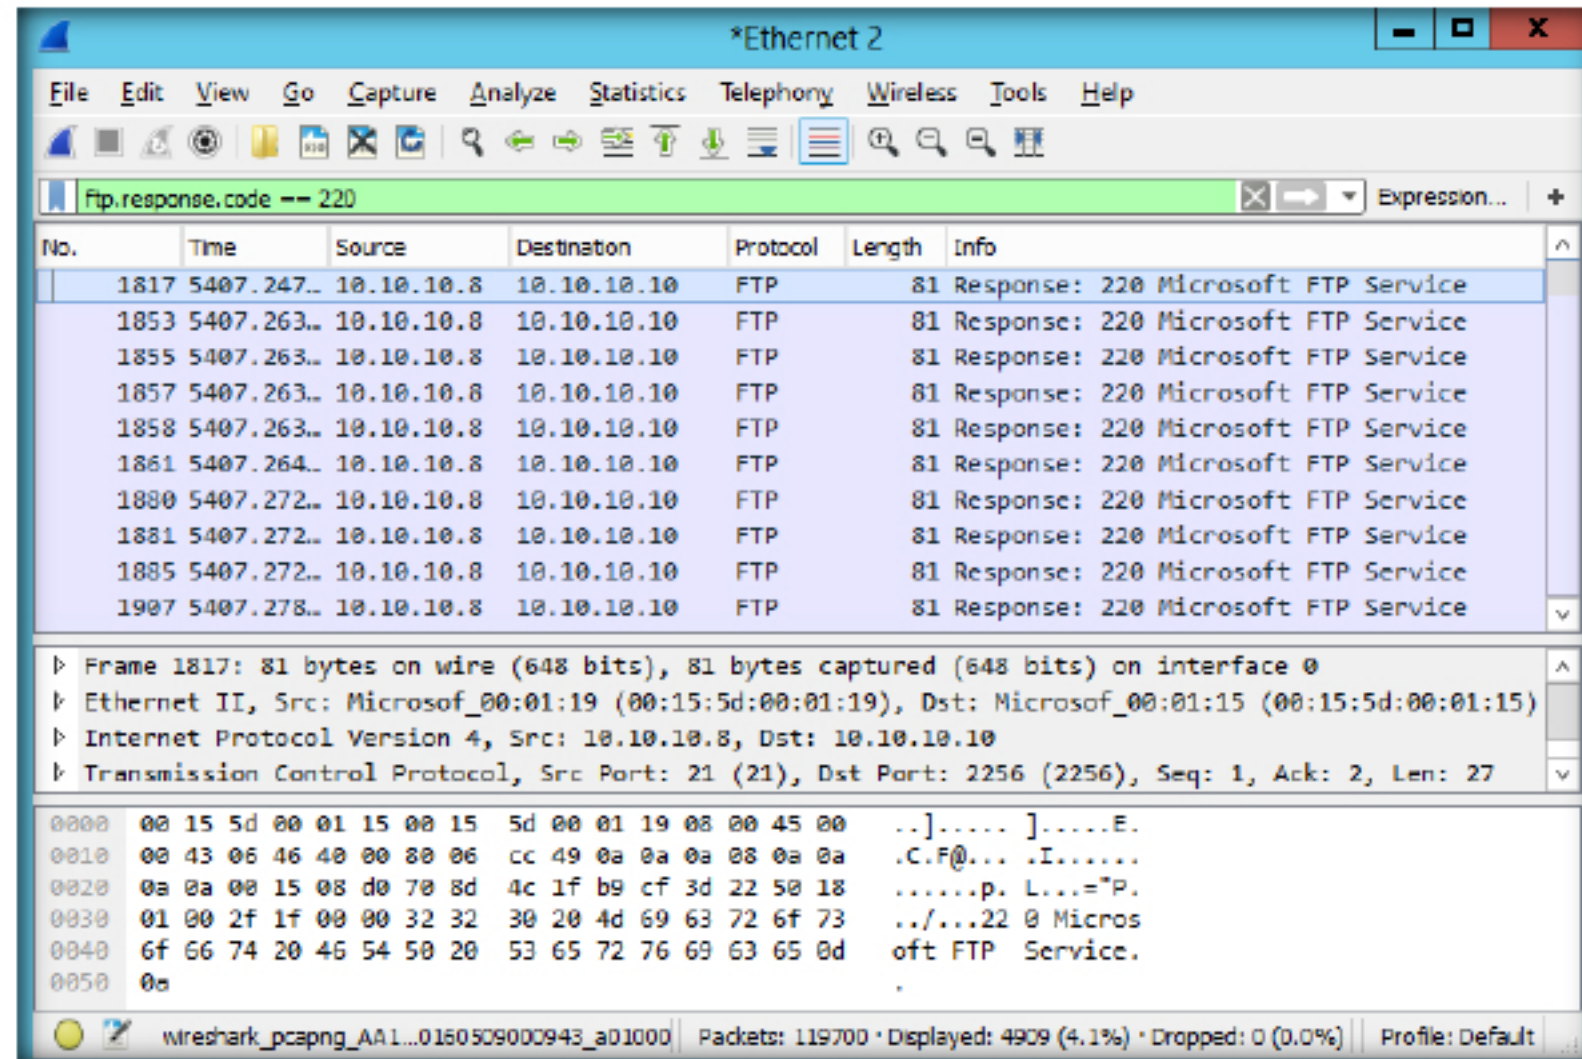 *Ethernet 2
File Edit View Go Capture Analyze Statistics Telephony Wireless Tools Help
ftp.response.code == 220 Expression... +
No. Time Source Destination Protocol Length Info
1817 5407.247… 10.10.10.8 10.10.10.10 FTP 81 Response: 220 Microsoft FTP Service
1853 5407.263… 10.10.10.8 10.10.10.10 FTP 81 Response: 220 Microsoft FTP Service
1855 5407.263… 10.10.10.8 10.10.10.10 FTP 81 Response: 220 Microsoft FTP Service
1857 5407.263… 10.10.10.8 10.10.10.10 FTP 81 Response: 220 Microsoft FTP Service
1858 5407.263… 10.10.10.8 10.10.10.10 FTP 81 Response: 220 Microsoft FTP Service
1861 5407.264… 10.10.10.8 10.10.10.10 FTP 81 Response: 220 Microsoft FTP Service
1880 5407.272… 10.10.10.8 10.10.10.10 FTP 81 Response: 220 Microsoft FTP Service
1881 5407.272… 10.10.10.8 10.10.10.10 FTP 81 Response: 220 Microsoft FTP Service
1885 5407.272… 10.10.10.8 10.10.10.10 FTP 81 Response: 220 Microsoft FTP Service
1907 5407.278… 10.10.10.8 10.10.10.10 FTP 81 Response: 220 Microsoft FTP Service
Frame 1817: 81 bytes on wire (648 bits), 81 bytes captured (648 bits) on interface 0
Ethernet II, Src: Microsof_00:01:19 (00:15:5d:00:01:19), Dst: Microsof_00:01:15 (00:15:5d:00:01:15)
Internet Protocol Version 4, Src: 10.10.10.8, Dst: 10.10.10.10
Transmission Control Protocol, Src Port: 21 (21), Dst Port: 2256 (2256), Seq: 1, Ack: 2, Len: 27
0000 00 15 5d 00 01 15 00 15 5d 00 01 19 08 00 45 00 ..]..... ].....E.
0010 00 43 06 46 40 00 80 06 cc 49 0a 0a 0a 08 0a 0a .C.F@... .I......
0020 0a 0a 00 15 08 d0 70 8d 4c 1f b9 cf 3d 22 50 18 ......p. L...="P.
0030 01 00 2f 1f 00 00 32 32 30 20 4d 69 63 72 6f 73 ../...22 0 Micros
0040 6f 66 74 20 46 54 50 20 53 65 72 76 69 63 65 0d oft FTP Service.
0050 0a .
wireshark_pcapng_AA1...0160509000943_a01000 Packets: 119700 · Displayed: 4909 (4.1%) · Dropped: 0 (0.0%) Profile: Default